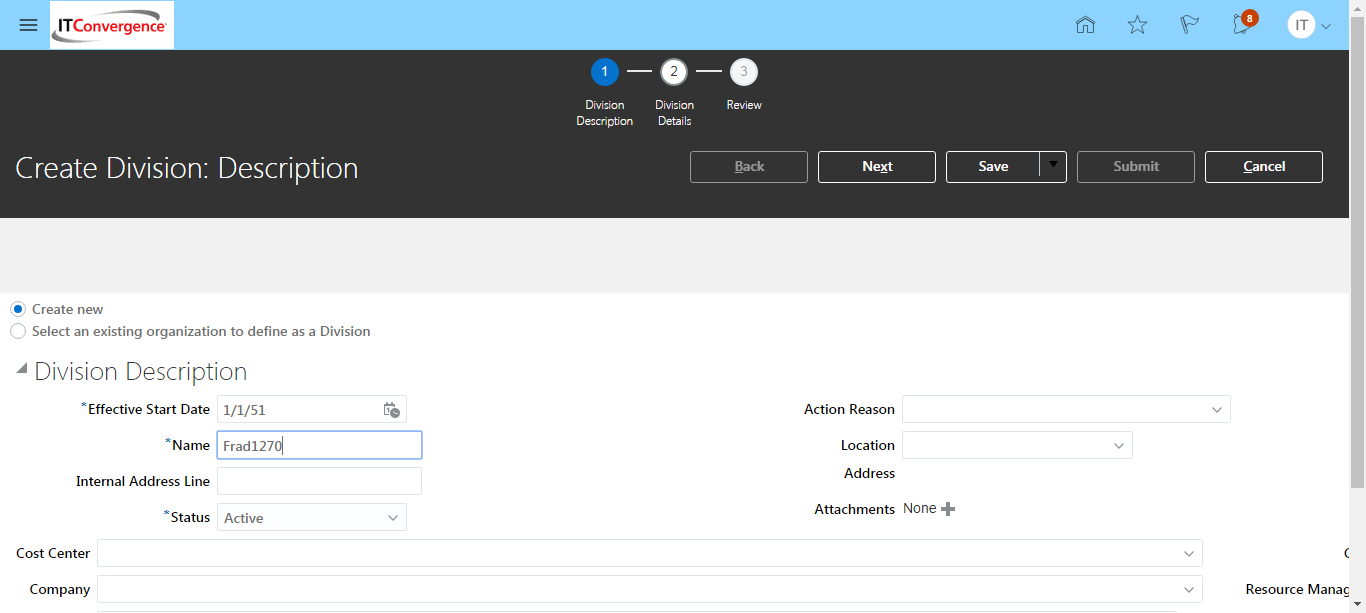 ITConvergence
8
IT
1
2
3
Division
Description
Division
Details
Review
Create Division: Description
Back
Next
Save
Submit
Cancel
Create new
Select an existing organization to define as a Division
Division Description
*Effective Start Date 1/1/51
Action Reason
*Name Frad1270
Location
Address
Internal Address Line
Attachments None
*Status Active
Cost Center
Company
Resource Manag